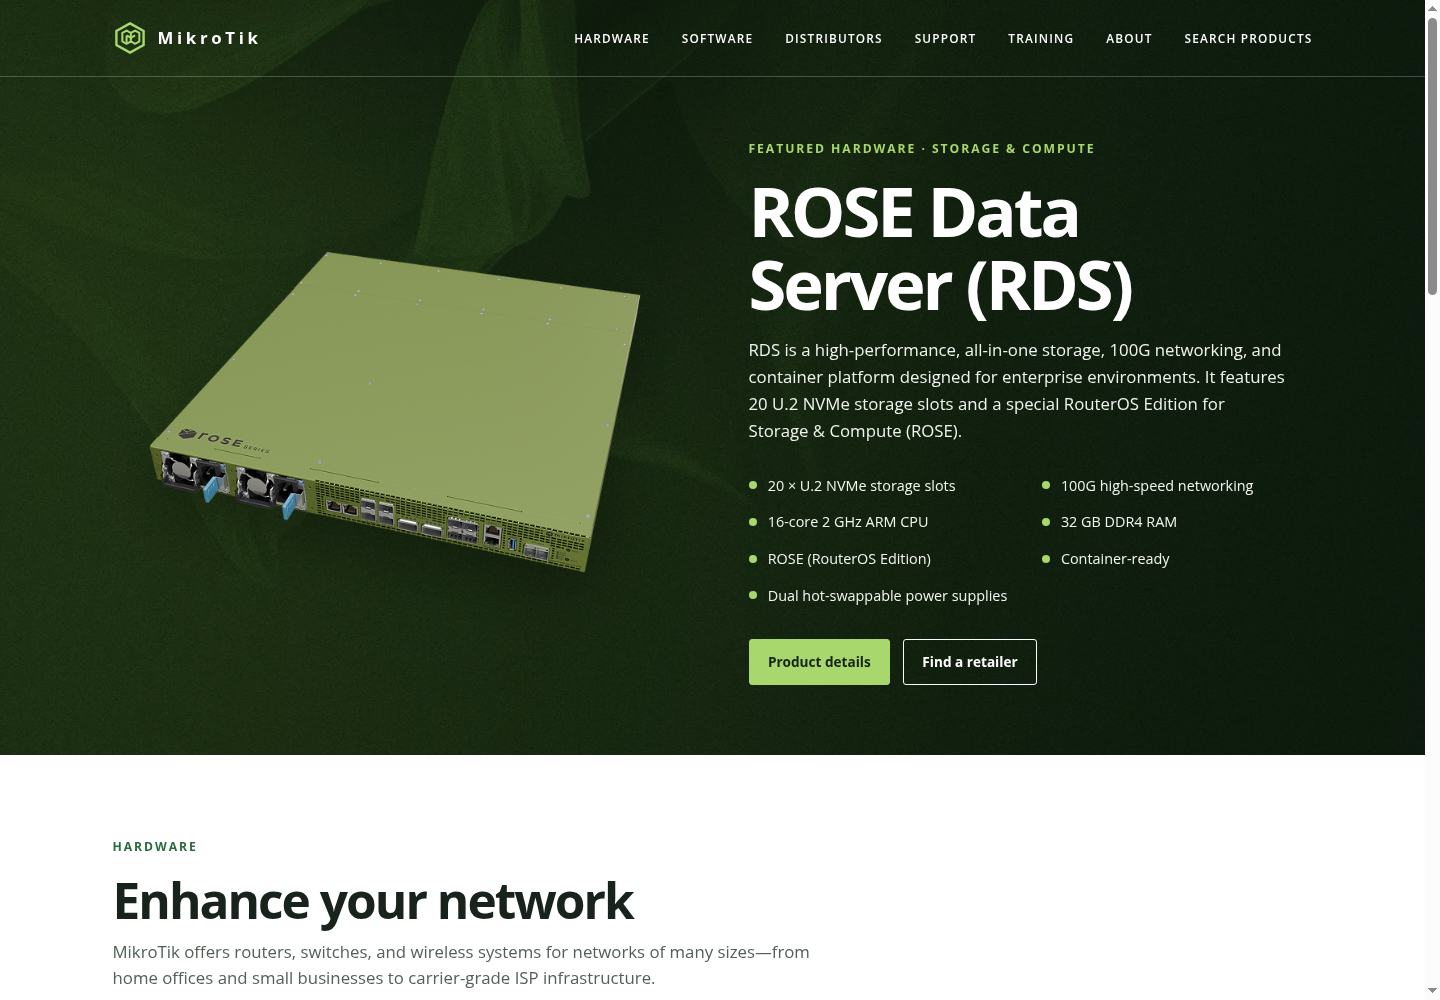 MikroTik
HARDWARE
SOFTWARE
DISTRIBUTORS
SUPPORT
TRAINING
ABOUT
SEARCH PRODUCTS
FEATURED HARDWARE · STORAGE & COMPUTE
ROSE Data
Server (RDS)
RDS is a high-performance, all-in-one storage, 100G networking, and
container platform designed for enterprise environments. It features
20 U.2 NVMe storage slots and a special RouterOS Edition for
Storage & Compute (ROSE).
20 × U.2 NVMe storage slots
100G high-speed networking
16-core 2 GHz ARM CPU
32 GB DDR4 RAM
ROSE (RouterOS Edition)
Container-ready
Dual hot-swappable power supplies
Product details
Find a retailer
rose SERIES
HARDWARE
Enhance your network
MikroTik offers routers, switches, and wireless systems for networks of many sizes—from
home offices and small businesses to carrier-grade ISP infrastructure.